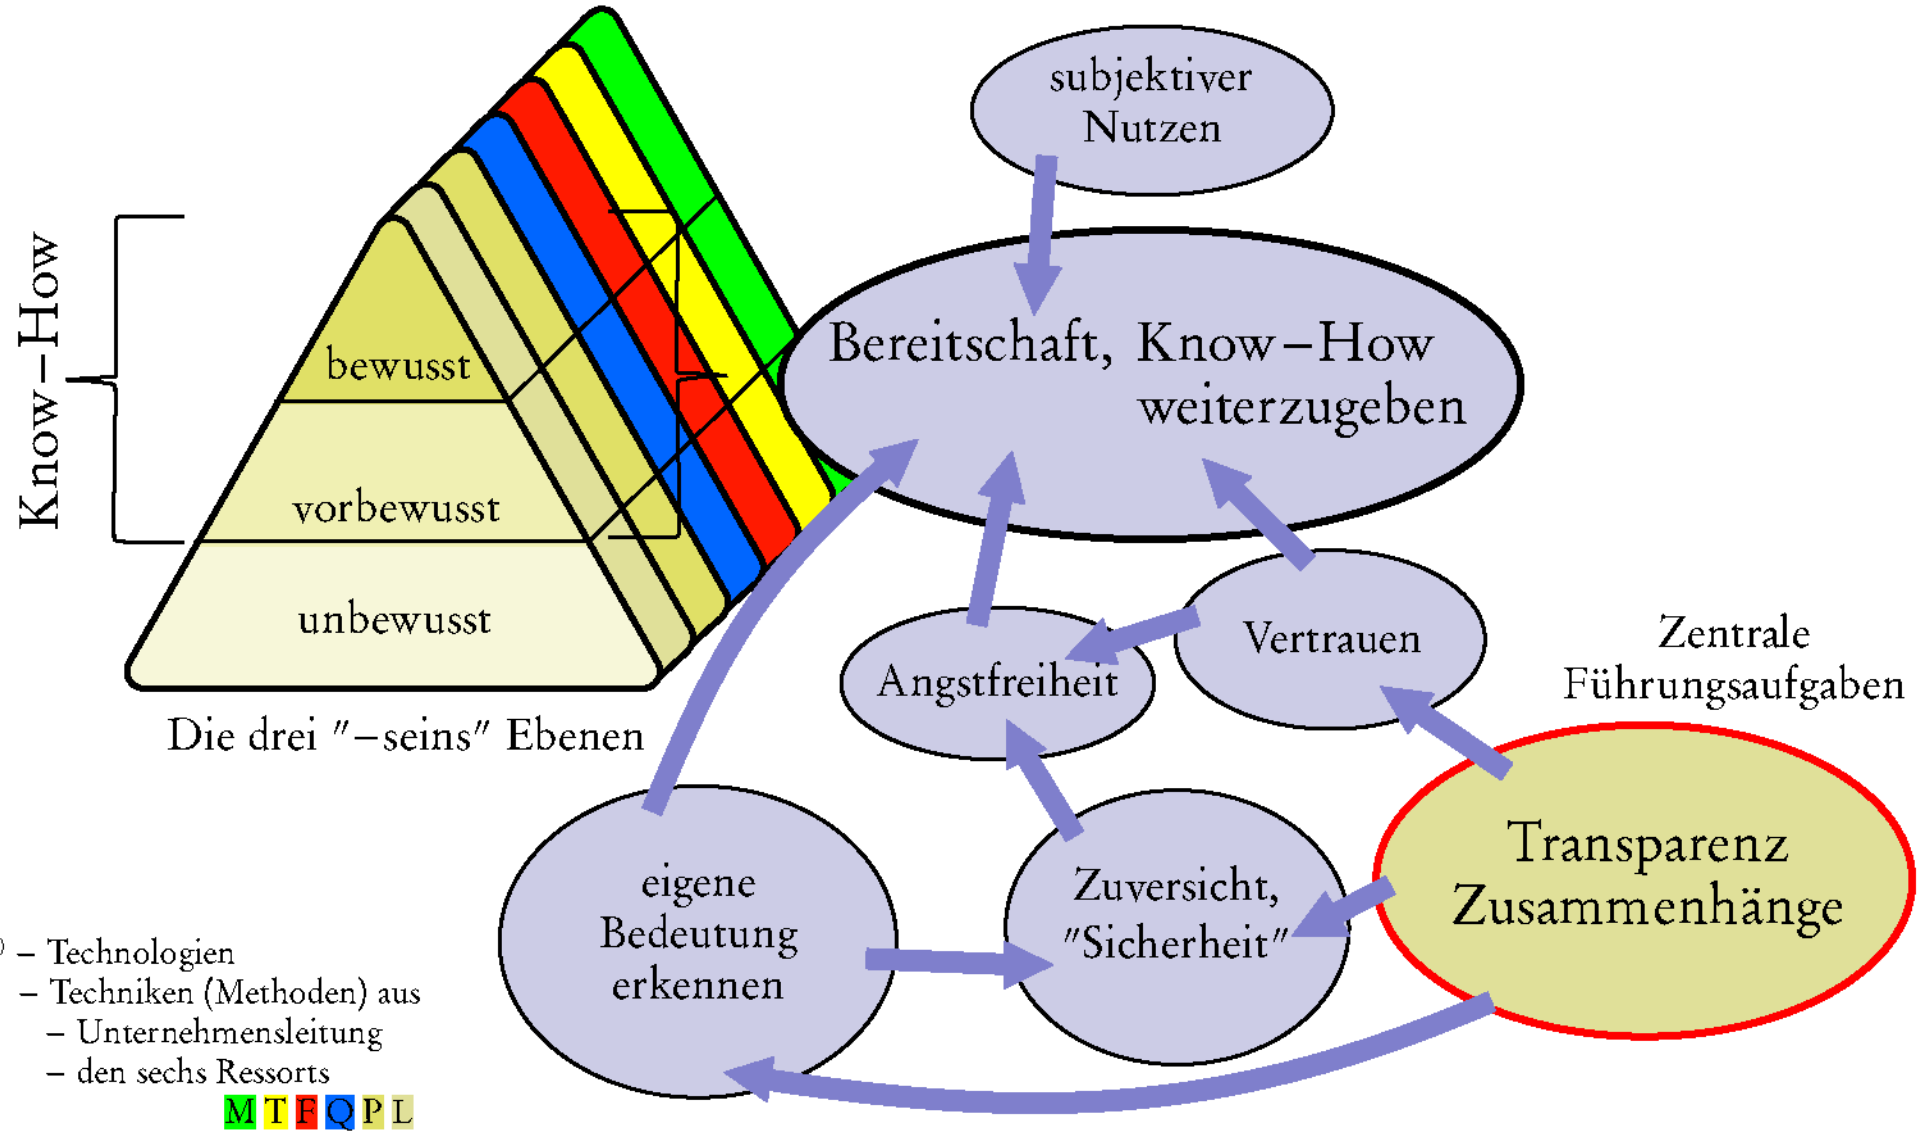 subjektiver
Nutzen
Know–How
Bereitschaft, Know–How
weiterzugeben
bewusst
vorbewusst
unbewusst
Die drei "–seins" Ebenen
Angstfreiheit
Vertrauen
Zentrale
Führungsaufgaben
Transparenz
Zusammenhänge
eigene
Bedeutung
erkennen
Zuversicht,
"Sicherheit"
– Technologien
– Techniken (Methoden) aus
– Unternehmensleitung
– den sechs Ressorts
M T F Q P L